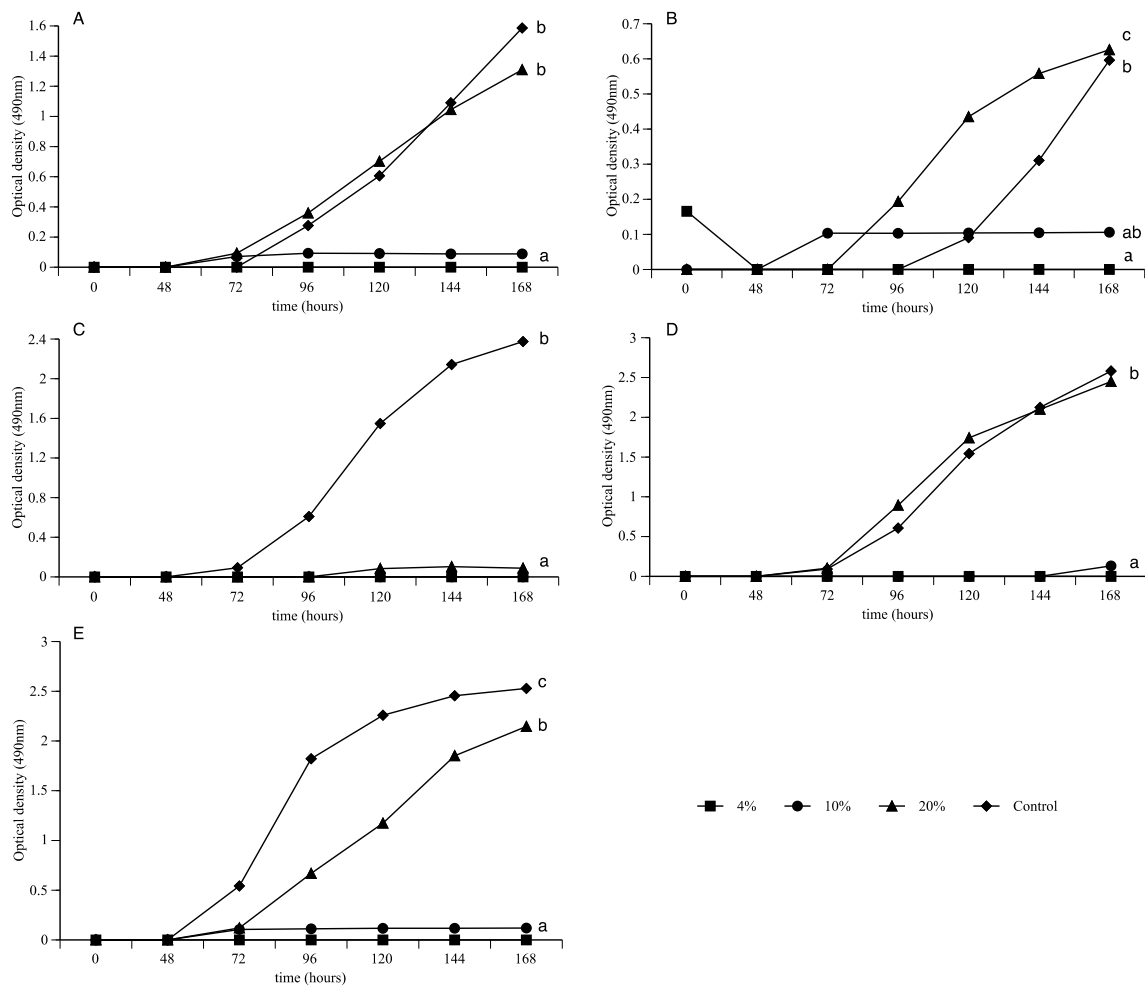 A
1.6
1.4
1.2
1
0.8
0.6
0.4
0.2
0
Optical density (490nm)
b
b
a
0 48 72 96 120 144 168
time (hours)
B
0.7
0.6
0.5
0.4
0.3
0.2
0.1
0
Optical density (490nm)
c
b
ab
a
0 48 72 96 120 144 168
time (hours)
C
2.4
2
1.6
1.2
0.8
0.4
0
Optical density (490nm)
b
a
0 48 72 96 120 144 168
time (hours)
D
3
2.5
2
1.5
1
0.5
0
Optical density (490nm)
b
a
0 48 72 96 120 144 168
time (hours)
E
3
2.5
2
1.5
1
0.5
0
Optical density (490nm)
c
b
a
0 48 72 96 120 144 168
time (hours)
4% 10% 20% Control